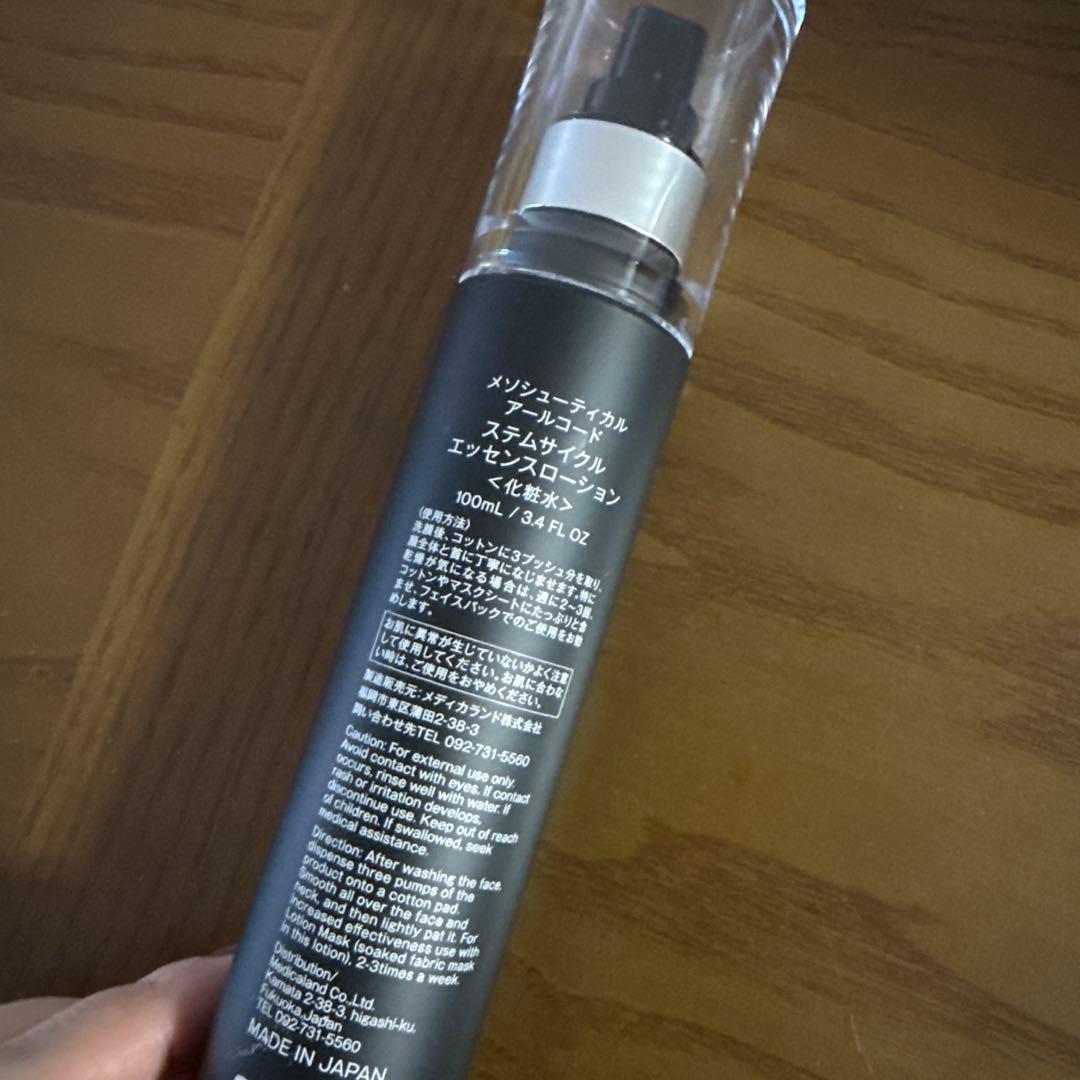 メソシューティカル
アールコード
ステムサイクル
エッセンスローション
<化粧水>
100mL / 3.4 FL OZ
〈使用方法〉
洗顔後、コットンに3プッシュ分を取り、
顔全体と首に丁寧になじませます。特に
乾燥が気になる場合は、週に2〜3回、
コットンやマスクシートにたっぷりと含
ませ、フェイスパックでのご使用をお勧
めします。
お肌に異常が生じていないかよく注意
して使用してください。お肌に合わな
い時は、ご使用をおやめください。
製造販売元:メディカランド株式会社
福岡市東区蒲田2-38-3
問い合わせ先TEL 092-731-5560
Caution: For external use only.
Avoid contact with eyes. If contact
occurs, rinse well with water. If
rash or irritation develops,
discontinue use. Keep out of reach
of children. If swallowed, seek
medical assistance.
Direction: After washing the face,
dispense three pumps of the
product onto a cotton pad.
Smooth all over the face and
neck, and then lightly pat it. For
increased effectiveness use with
Lotion Mask (soaked fabric mask
in this lotion), 2-3times a week.
Distribution/
Medicaland Co.,Ltd.
Kamata 2-38-3, higashi-ku,
Fukuoka,Japan
TEL 092-731-5560
MADE IN JAPAN